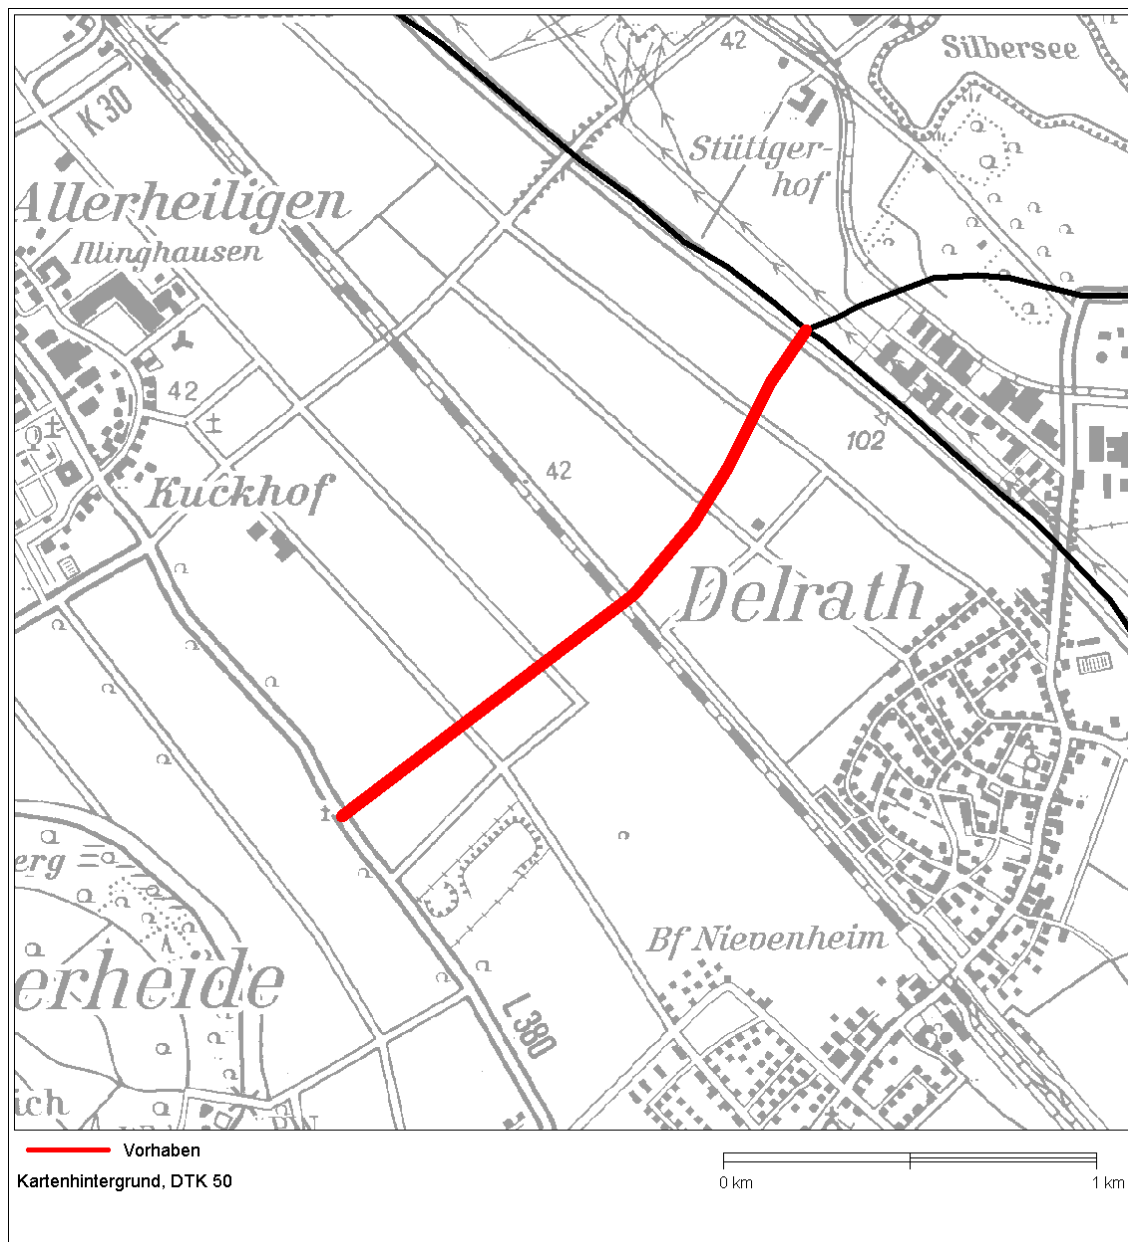 42
Silbersee
K 30
Stüttger-
hof
Allerheiligen
Illinghausen
42
102
42
Kuckhof
Delrath
erg
Bf Nievenheim
erheide
L 380
ich
Vorhaben
Kartenhintergrund, DTK 50
0 km
1 km